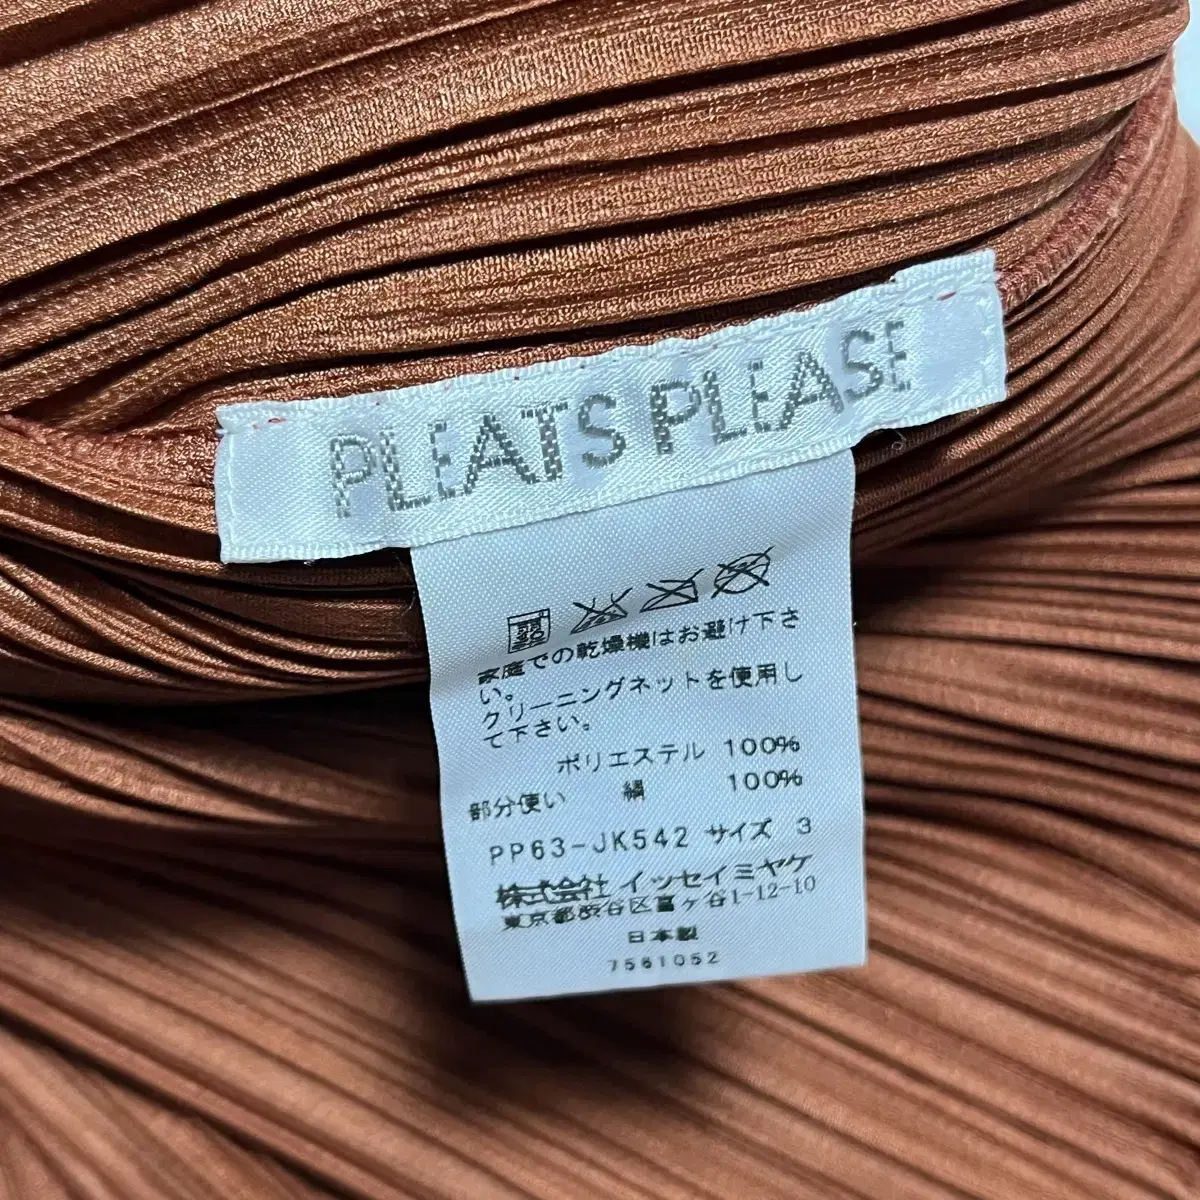 PLEATS PLEASE
家庭での乾燥機はお避け下さ
い。
クリーニングネットを使用し
て下さい。
ポリエステル 100%
部分使い 絹 100%
PP63-JK542 サイズ 3
株式会社 イッセイミヤケ
東京都渋谷区富ヶ谷1-12-10
日本製
7561052